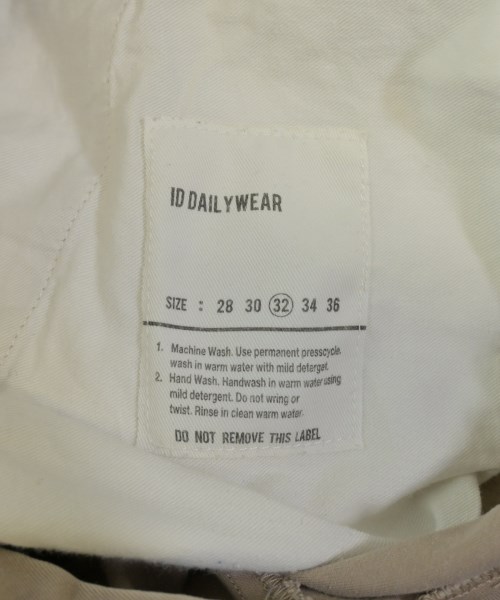 ID DAILYWEAR
SIZE : 28 30 32 34 36
1. Machine Wash. Use permanent presscycle,
wash in warm water with mild deterget.
2. Hand Wash. Handwash in warm water using
mild detergent. Do not wring or
twist. Rinse in clean warm water.
DO NOT REMOVE THIS LABEL